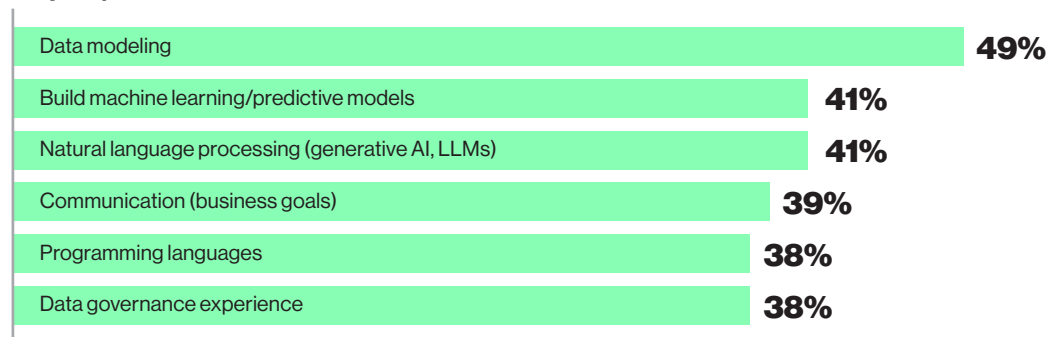 Data modeling 49%
Build machine learning/predictive models 41%
Natural language processing (generative AI, LLMs) 41%
Communication (business goals) 39%
Programming languages 38%
Data governance experience 38%